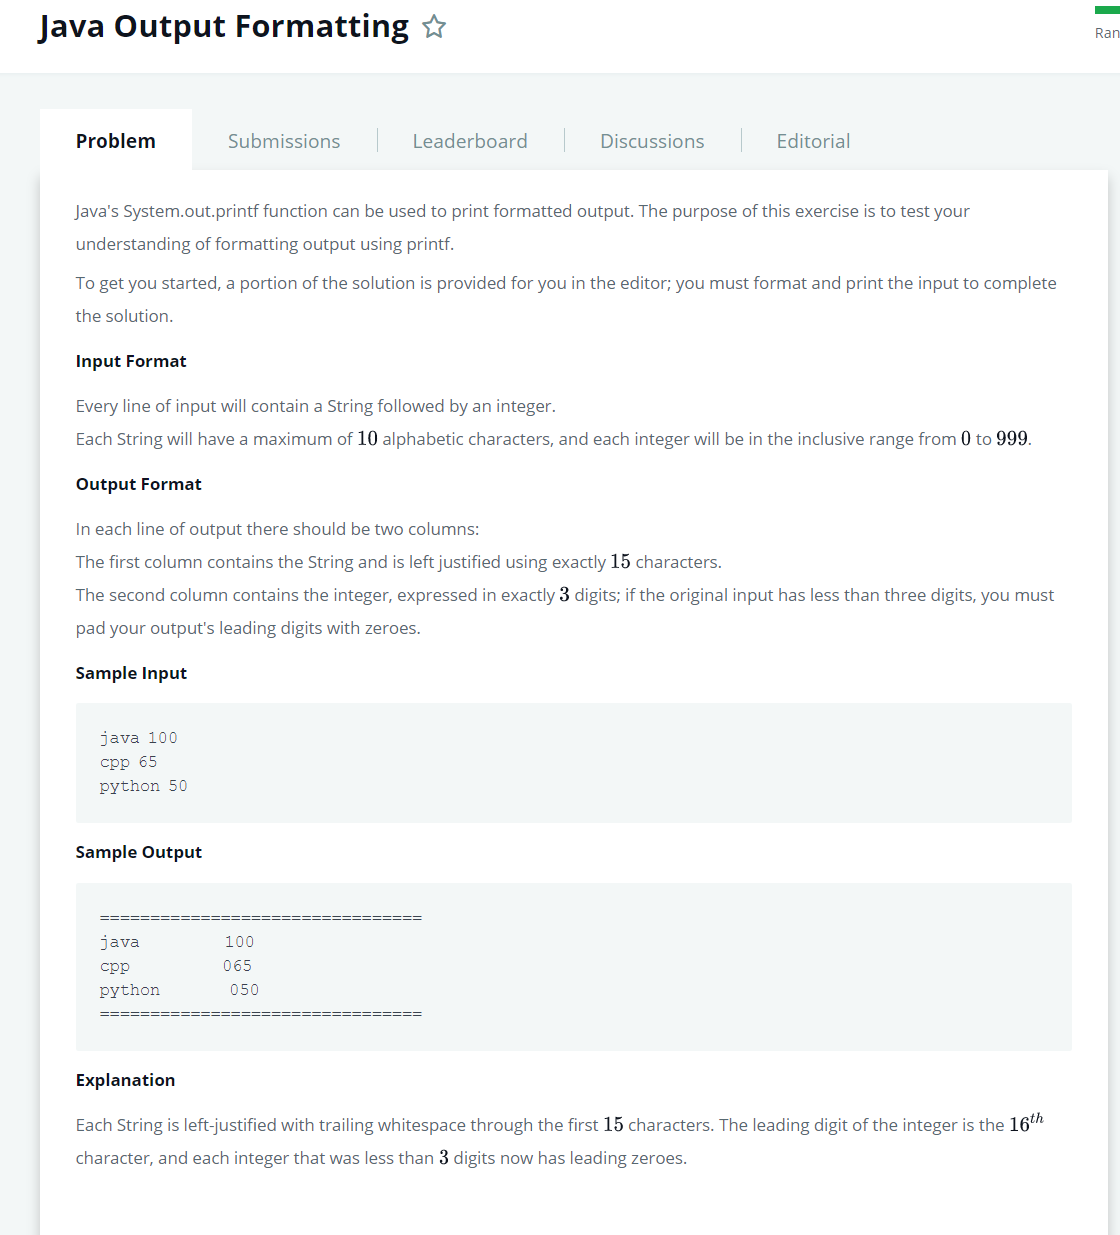 Java Output Formatting
Ran
Problem
Submissions
Leaderboard
Discussions
Editorial
Java's System.out.printf function can be used to print formatted output. The purpose of this exercise is to test your
understanding of formatting output using printf.
To get you started, a portion of the solution is provided for you in the editor; you must format and print the input to complete
the solution.
Input Format
Every line of input will contain a String followed by an integer.
Each String will have a maximum of 10 alphabetic characters, and each integer will be in the inclusive range from 0 to 999.
Output Format
In each line of output there should be two columns:
The first column contains the String and is left justified using exactly 15 characters.
The second column contains the integer, expressed in exactly 3 digits; if the original input has less than three digits, you must
pad your output's leading digits with zeroes.
Sample Input
java 100
cpp 65
python 50
Sample Output
================================
java           100
cpp            065
python         050
================================
Explanation
Each String is left-justified with trailing whitespace through the first 15 characters. The leading digit of the integer is the 16th
character, and each integer that was less than 3 digits now has leading zeroes.